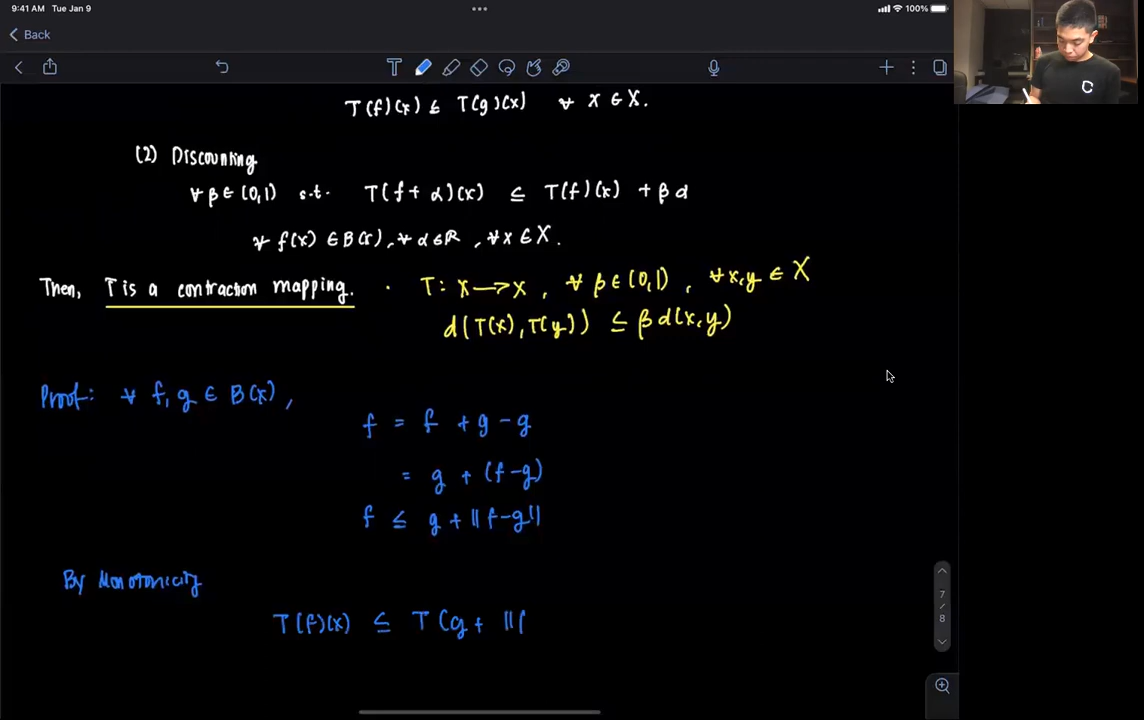 9:41 AM Tue Jan 9
100%
Back
T(f)(x) ≤ T(g)(x) ∀ x ∈ X.
(2) Discounting
∀ β ∈ (0,1) s.t. T(f + α)(x) ≤ T(f)(x) + β α
∀ f(x) ∈ B(x), ∀ α ∈ ℝ, ∀ x ∈ X.
Then, T is a contraction mapping. · T: X → X, ∀ β ∈ (0,1), ∀ x,y ∈ X
d(T(x), T(y)) ≤ β d(x,y)
Proof: ∀ f, g ∈ B(x),
f = f + g - g
= g + (f-g)
f ≤ g + ||f-g||
By Monotonicity
T(f)(x) ≤ T(g + ||f
7
/
8